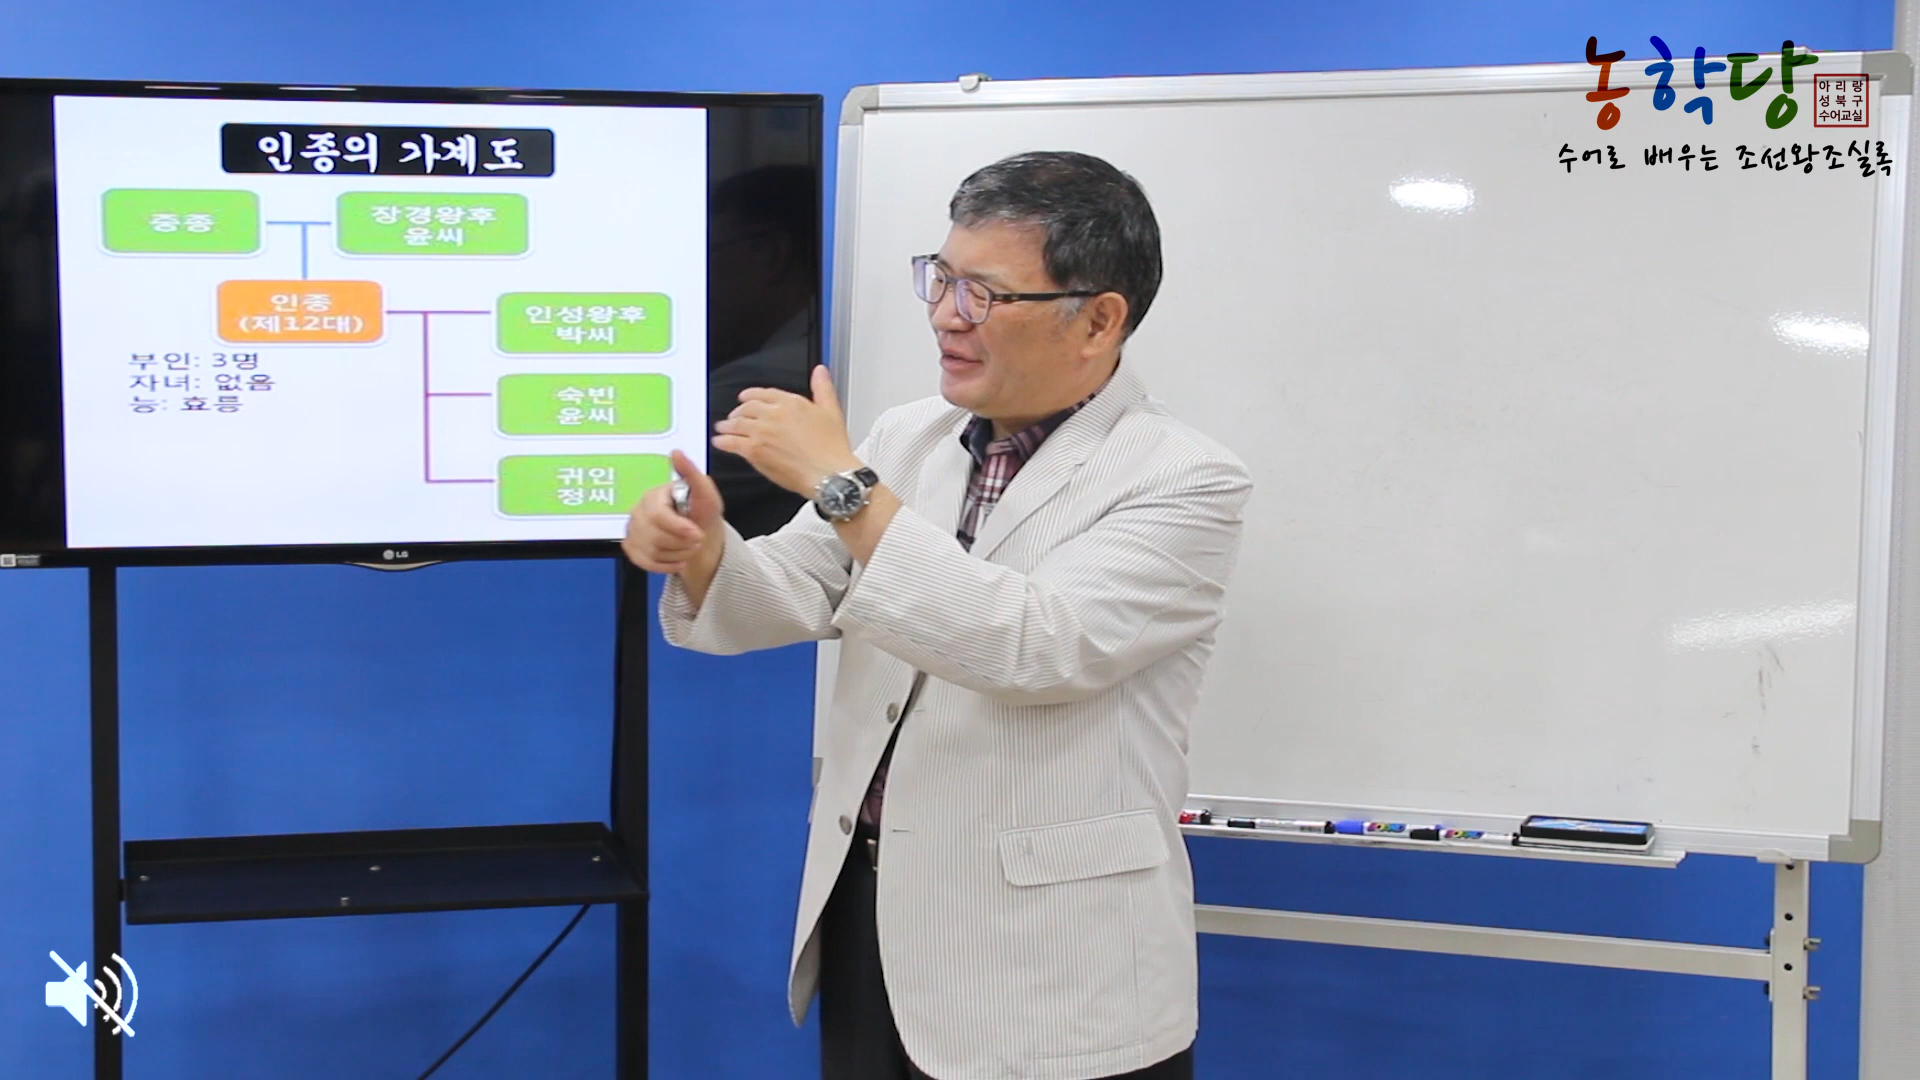 인종의 가계도
중종
장경왕후
윤씨
인종
(제12대)
인성왕후
박씨
숙빈
윤씨
귀인
정씨
부인: 3명
자녀: 없음
능: 효릉
LG
농학당
아리랑
성북구
수어교실
수어로 배우는 조선왕조실록